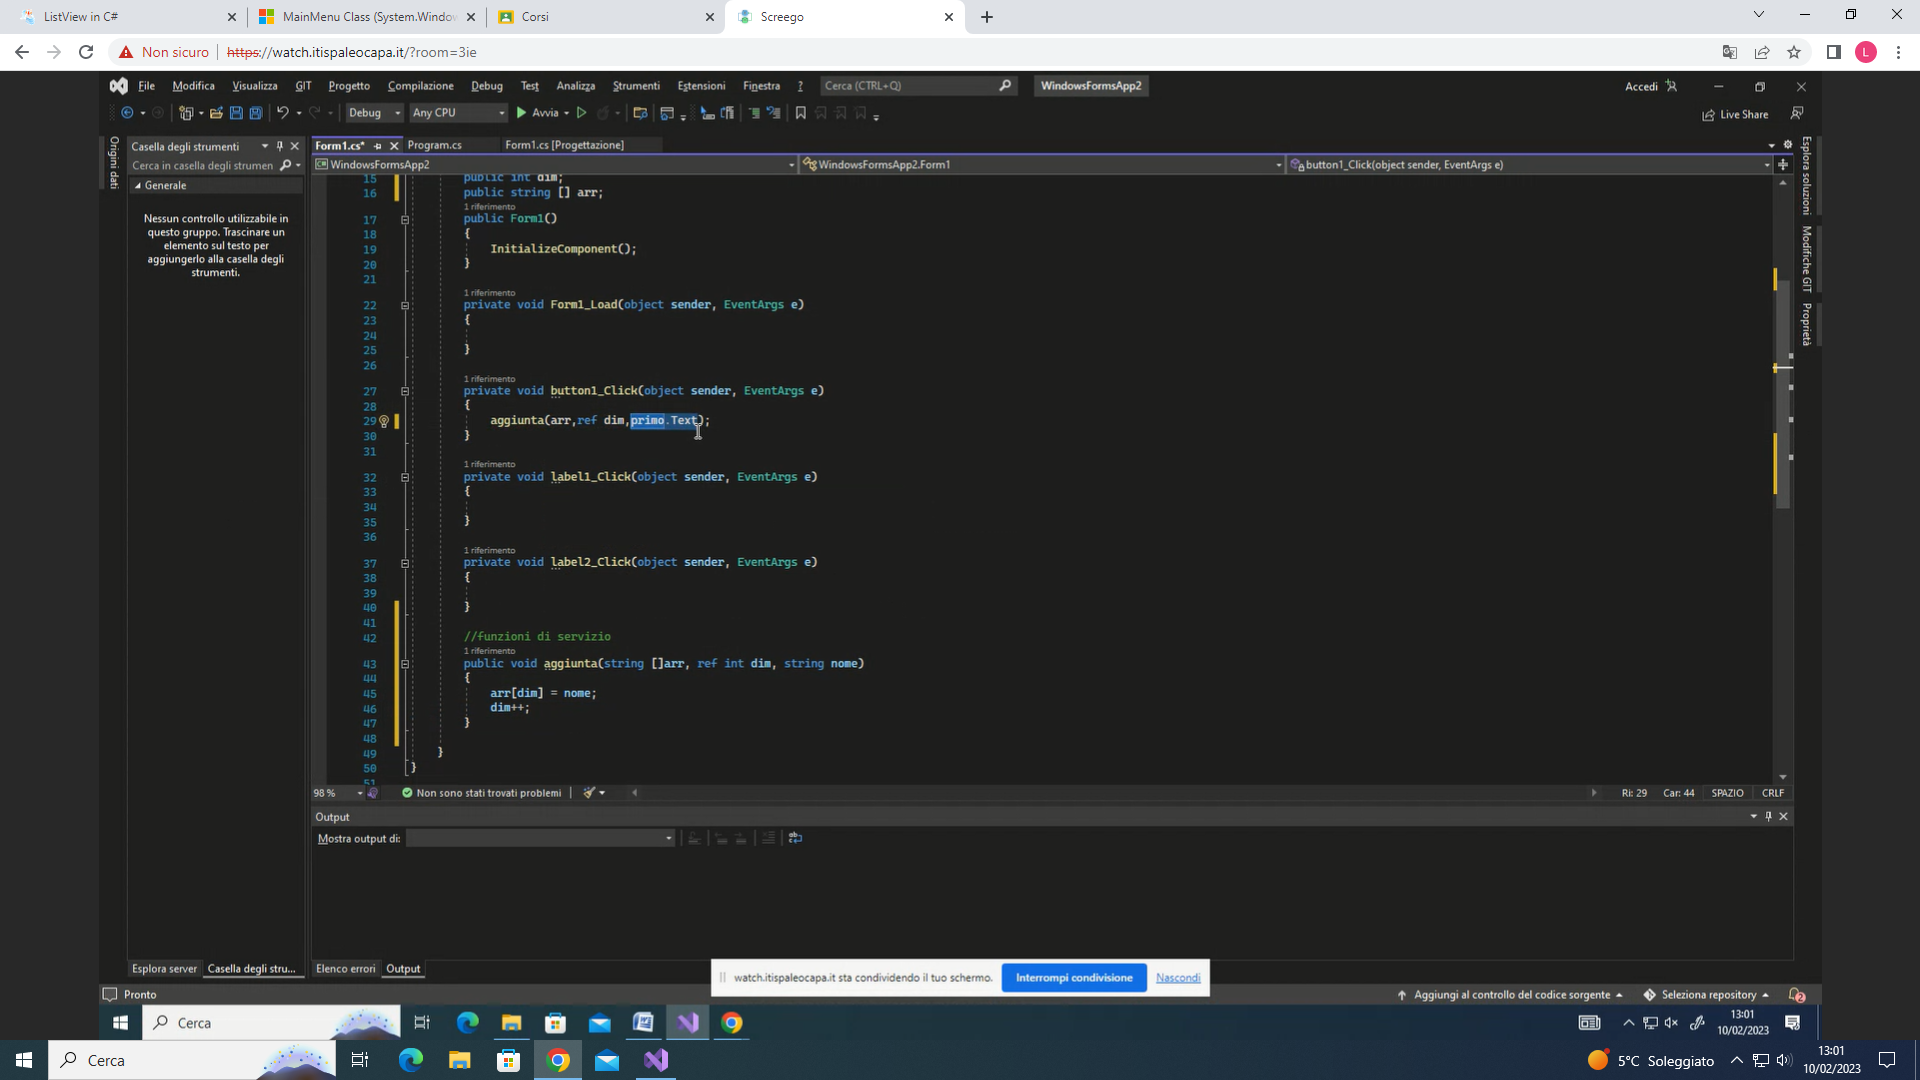 ListView in C#
MainMenu Class (System.Window
Corsi
Screego
Non sicuro https://watch.itispaleocapa.it/?room=3ie
File Modifica Visualizza GIT Progetto Compilazione Debug Test Analizza Strumenti Estensioni Finestra ? Cerca (CTRL+Q) WindowsFormsApp2 Accedi
Debug Any CPU Avvia Live Share
Origini dati
Casella degli strumenti
Cerca in casella degli strumen
Generale
Nessun controllo utilizzabile in
questo gruppo. Trascinare un
elemento sul testo per
aggiungerlo alla casella degli
strumenti.
Form1.cs* Program.cs Form1.cs [Progettazione]
WindowsFormsApp2 WindowsFormsApp2.Form1 button1_Click(object sender, EventArgs e)
15 public int dim;
16 public string [] arr;
1 riferimento
17 public Form1()
18 {
19 InitializeComponent();
20 }
21
1 riferimento
22 private void Form1_Load(object sender, EventArgs e)
23 {
24
25 }
26
1 riferimento
27 private void button1_Click(object sender, EventArgs e)
28 {
29 aggiunta(arr,ref dim,primo.Text);
30 }
31
1 riferimento
32 private void label1_Click(object sender, EventArgs e)
33 {
34
35 }
36
1 riferimento
37 private void label2_Click(object sender, EventArgs e)
38 {
39
40 }
41
42 //funzioni di servizio
1 riferimento
43 public void aggiunta(string []arr, ref int dim, string nome)
44 {
45 arr[dim] = nome;
46 dim++;
47 }
48
49 }
50 }
51
98 % Non sono stati trovati problemi Ri: 29 Car: 44 SPAZIO CRLF
Esplora soluzioni
Modifiche GIT
Proprietà
Output
Mostra output di:
Esplora server Casella degli stru... Elenco errori Output
watch.itispaleocapa.it sta condividendo il tuo schermo. Interrompi condivisione Nascondi
Pronto Aggiungi al controllo del codice sorgente Seleziona repository 2
Cerca 13:01
10/02/2023
Cerca 5°C Soleggiato 13:01
10/02/2023
L